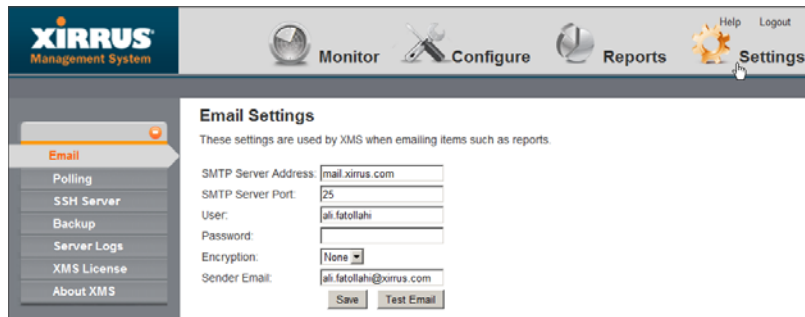 XIRRUS
Management System
Monitor
Configure
Reports
Help
Logout
Settings
Email
Polling
SSH Server
Backup
Server Logs
XMS License
About XMS
Email Settings
These settings are used by XMS when emailing items such as reports.
SMTP Server Address: mail.xirrus.com
SMTP Server Port: 25
User: ali.fatollahi
Password:
Encryption: None
Sender Email: ali.fatollahi@xirrus.com
Save Test Email